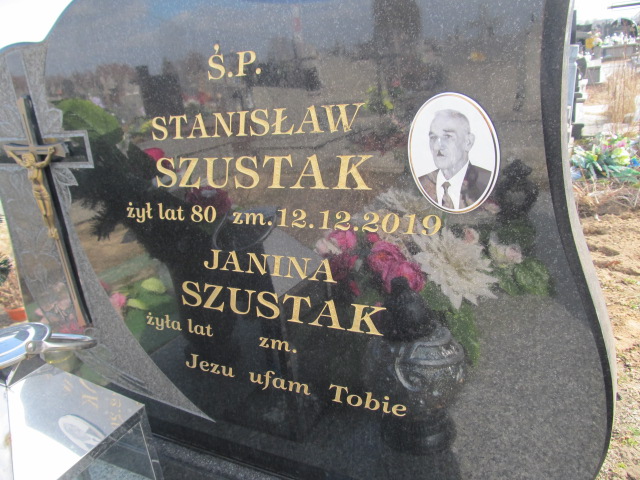 Ś.P.
STANISŁAW
SZUSTAK
żył lat 80 zm.12.12.2019
JANINA
SZUSTAK
żyła lat zm.
Jezu ufam Tobie